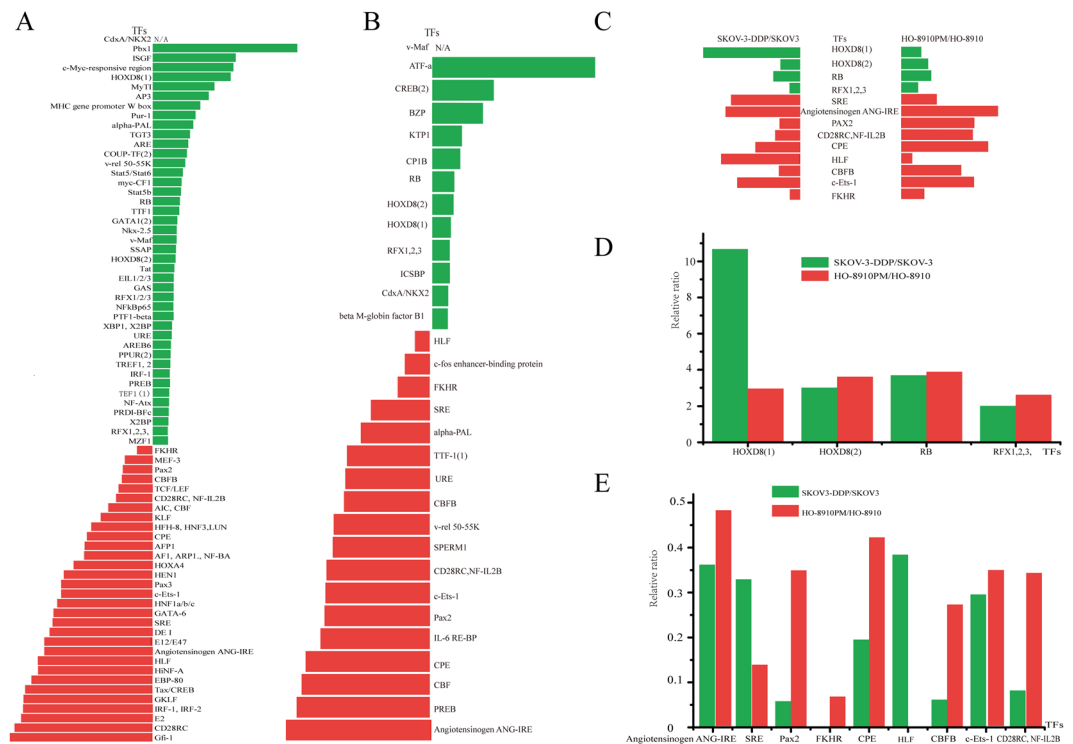 A
TFs
CdxA/NKX2 N/A
Pbx1
ISGF
c-Myc-responsive region
HOXD8(1)
MyTI
AP3
MHC gene promoter W box
Pur-1
alpha-PAL
TGT3
ARE
COUP-TF(2)
v-rel 50-55K
Stat5/Stat6
myc-CF1
Stat5b
RB
TTF1
GATA1(2)
Nkx-2.5
v-Maf
SSAP
HOXD8(2)
Tat
EIL1/2/3
GAS
RFX1/2/3
NFkBp65
PTF1-beta
XBP1, X2BP
URE
AREB6
PPUR(2)
TREF1, 2
IRF-1
PREB
TEF1(1)
NF-Atx
PRDI-BFc
X2BP
RFX1,2,3,
MZF1
FKHR
MEF-3
Pax2
CBFB
TCF/LEF
CD28RC, NF-IL2B
AIC, CBF
KLF
HFH-8, HNF3,LUN
CPE
AFP1
AF1, ARP1., NF-BA
HOXA4
HEN1
Pax3
c-Ets-1
HNF1a/b/c
GATA-6
SRE
DE I
E12/E47
Angiotensinogen ANG-IRE
HLF
HiNF-A
EBP-80
Tax/CREB
GKLF
IRF-1, IRF-2
E2
CD28RC
Gfi-1
B
TFs
v-Maf N/A
ATF-a
CREB(2)
BZP
KTP1
CP1B
RB
HOXD8(2)
HOXD8(1)
RFX1,2,3
ICSBP
CdxA/NKX2
beta M-globin factor B1
HLF
c-fos enhancer-binding protein
FKHR
SRE
alpha-PAL
TTF-1(1)
URE
CBFB
v-rel 50-55K
SPERM1
CD28RC,NF-IL2B
c-Ets-1
Pax2
IL-6 RE-BP
CPE
CBF
PREB
Angiotensinogen ANG-IRE
C
SKOV-3-DDP/SKOV3 TFs HO-8910PM/HO-8910
HOXD8(1)
HOXD8(2)
RB
RFX1,2,3
SRE
Angiotensinogen ANG-IRE
PAX2
CD28RC,NF-IL2B
CPE
HLF
CBFB
c-Ets-1
FKHR
D
Relative ratio
10
8
6
4
2
0
SKOV-3-DDP/SKOV-3
HO-8910PM/HO-8910
HOXD8(1) HOXD8(2) RB RFX1,2,3, TFs
E
Relative ratio
0.5
0.4
0.3
0.2
0.1
0
SKOV3-DDP/SKOV3
HO-8910PM/HO-8910
TFs
Angiotensinogen ANG-IRE SRE Pax2 FKHR CPE HLF CBFB c-Ets-1 CD28RC, NF-IL2B